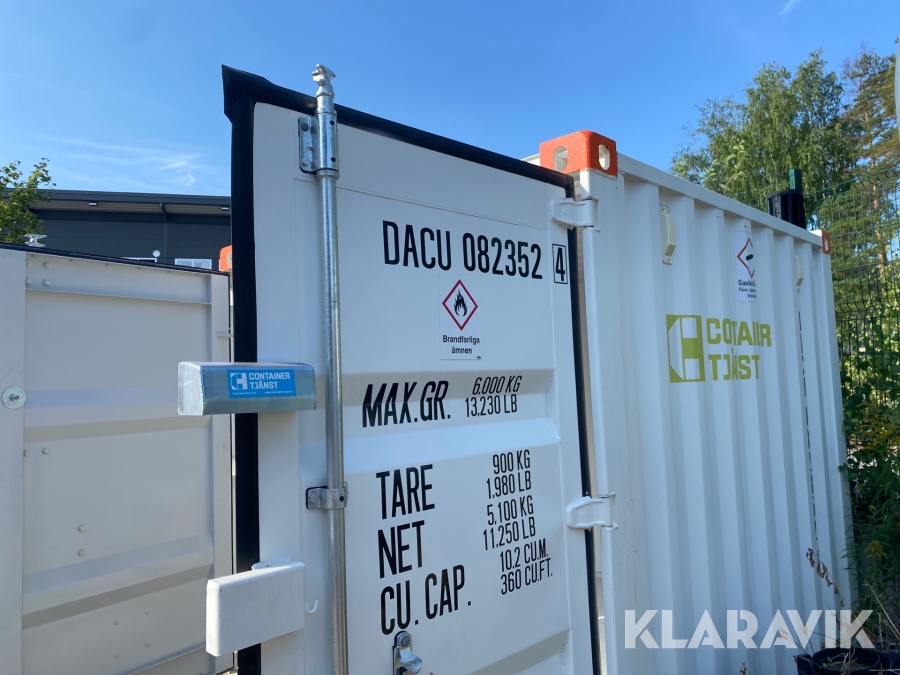 DACU 082352 4
Brandfarliga
ämnen
CONTAINER
TJÄNST
MAX.GR. 6,000 KG
13,230 LB
TARE 900 KG
1.980 LB
NET 5,100 KG
11,250 LB
CU. CAP. 10.2 CU.M.
360 CU.FT.
CONTAINER
TJÄNST
KLARAVIK